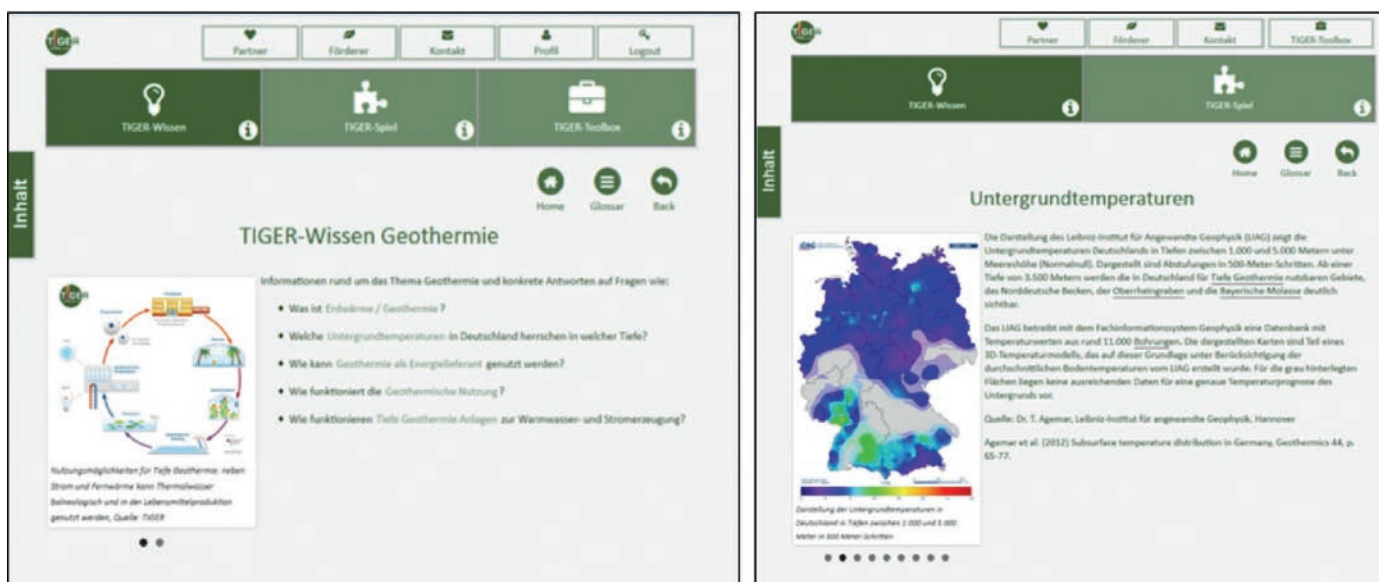 TIGER
Partner
Förderer
Kontakt
Profil
Logout
TIGER-Wissen
TIGER-Spiel
TIGER-Toolbox
Inhalt
Home
Glossar
Back
TIGER-Wissen Geothermie
Informationen rund um das Thema Geothermie und konkrete Antworten auf Fragen wie:
Was ist Erdwärme / Geothermie ?
Welche Untergrundtemperaturen in Deutschland herrschen in welcher Tiefe?
Wie kann Geothermie als Energielieferant genutzt werden?
Wie funktioniert die Geothermische Nutzung ?
Wie funktionieren Tiefe Geothermie Anlagen zur Warmwasser- und Stromerzeugung?
TIGER
Nutzungsmöglichkeiten für Tiefe Geothermie: neben
Strom und Fernwärme kann Thermalwasser
balneologisch und in der Lebensmittelproduktion
genutzt werden, Quelle: TIGER
TIGER
Partner
Förderer
Kontakt
TIGER-Toolbox
TIGER-Wissen
TIGER-Spiel
Inhalt
Home
Glossar
Back
Untergrundtemperaturen
Die Darstellung des Leibniz-Institut für Angewandte Geophysik (LIAG) zeigt die
Untergrundtemperaturen Deutschlands in Tiefen zwischen 1.000 und 5.000 Metern unter
Meereshöhe (Normalnull). Dargestellt sind Abstufungen in 500-Meter-Schritten. Ab einer
Tiefe von 3.500 Metern werden die in Deutschland für Tiefe Geothermie nutzbaren Gebiete,
das Norddeutsche Becken, der Oberrheingraben und die Bayerische Molasse deutlich
sichtbar.
Das LIAG betreibt mit dem Fachinformationssystem Geophysik eine Datenbank mit
Temperaturwerten aus rund 11.000 Bohrungen. Die dargestellten Karten sind Teil eines
3D-Temperaturmodells, das auf dieser Grundlage unter Berücksichtigung der
durchschnittlichen Bodentemperaturen vom LIAG erstellt wurde. Für die grau hinterlegten
Flächen liegen keine ausreichenden Daten für eine genaue Temperaturprognose des
Untergrunds vor.
Quelle: Dr. T. Agemar, Leibniz-Institut für angewandte Geophysik, Hannover
Agemar et al. (2012) Subsurface temperature distribution in Germany, Geothermics 44, p.
65-77.
LIAG
Darstellung der Untergrundtemperaturen in
Deutschland in Tiefen zwischen 1 000 und 5 000
Meter in 500 Meter-Schritten